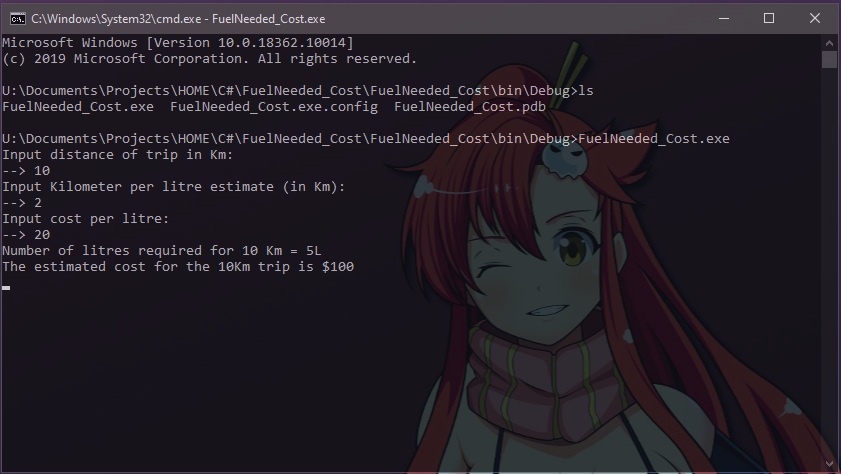 C:\Windows\System32\cmd.exe - FuelNeeded_Cost.exe
Microsoft Windows [Version 10.0.18362.10014]
(c) 2019 Microsoft Corporation. All rights reserved.
U:\Documents\Projects\HOME\C#\FuelNeeded_Cost\FuelNeeded_Cost\bin\Debug>ls
FuelNeeded_Cost.exe  FuelNeeded_Cost.exe.config  FuelNeeded_Cost.pdb
U:\Documents\Projects\HOME\C#\FuelNeeded_Cost\FuelNeeded_Cost\bin\Debug>FuelNeeded_Cost.exe
Input distance of trip in Km:
--> 10
Input Kilometer per litre estimate (in Km):
--> 2
Input cost per litre:
--> 20
Number of litres required for 10 Km = 5L
The estimated cost for the 10Km trip is $100